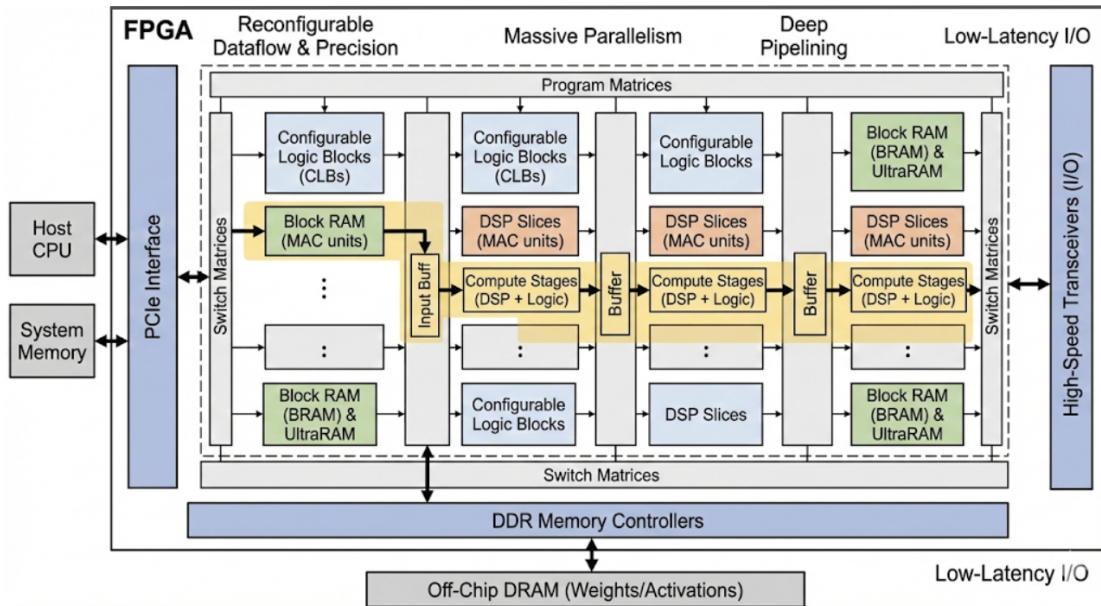 FPGA
Reconfigurable
Dataflow & Precision
Massive Parallelism
Deep
Pipelining
Low-Latency I/O
Program Matrices
Host
CPU
System
Memory
PCIe Interface
Switch Matrices
Configurable
Logic Blocks
(CLBs)
Block RAM
(MAC units)
⋮
Block RAM
(BRAM) &
UltraRAM
Input Buff
Configurable
Logic Blocks
(CLBs)
DSP Slices
(MAC units)
Compute Stages
(DSP + Logic)
Configurable
Logic Blocks
Buffer
Configurable
Logic Blocks
DSP Slices
(MAC units)
Compute Stages
(DSP + Logic)
DSP Slices
Buffer
Block RAM
(BRAM) &
UltraRAM
DSP Slices
(MAC units)
Compute Stages
(DSP + Logic)
Block RAM
(BRAM) &
UltraRAM
Switch Matrices
High-Speed Transceivers (I/O)
Switch Matrices
DDR Memory Controllers
Off-Chip DRAM (Weights/Activations)
Low-Latency I/O